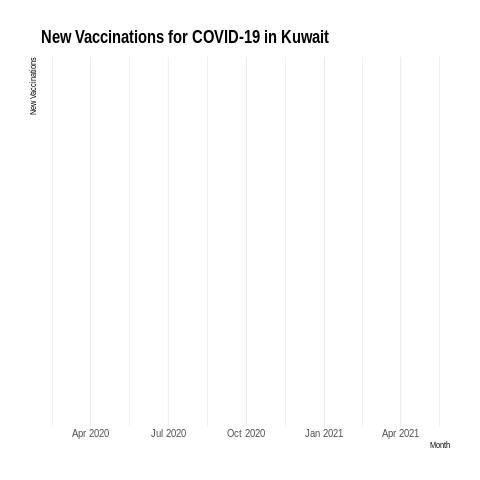 New Vaccinations for COVID-19 in Kuwait
New Vaccinations
Apr 2020 Jul 2020 Oct 2020 Jan 2021 Apr 2021
Month